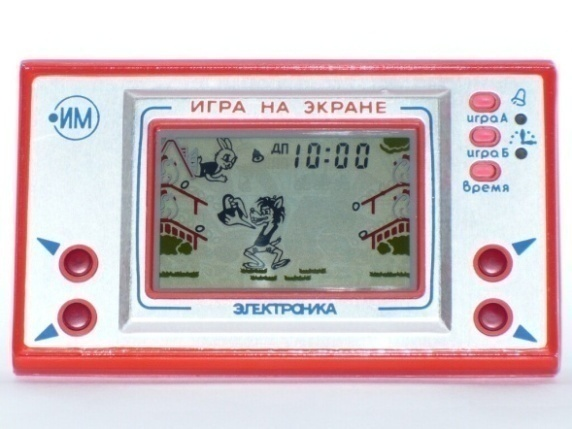 ИМ
ИГРА НА ЭКРАНЕ
игра А
ДП 10:00
игра Б
время
ЭЛЕКТРОНИКА